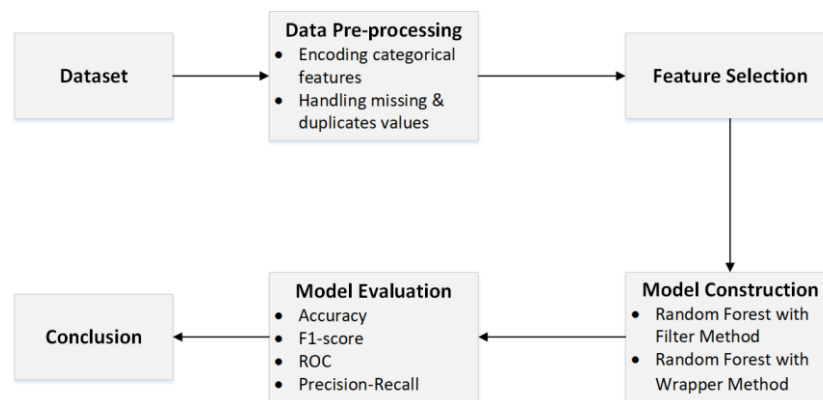 Dataset
Data Pre-processing
• Encoding categorical
features
• Handling missing &
duplicates values
Feature Selection
Model Construction
• Random Forest with
Filter Method
• Random Forest with
Wrapper Method
Model Evaluation
• Accuracy
• F1-score
• ROC
• Precision-Recall
Conclusion